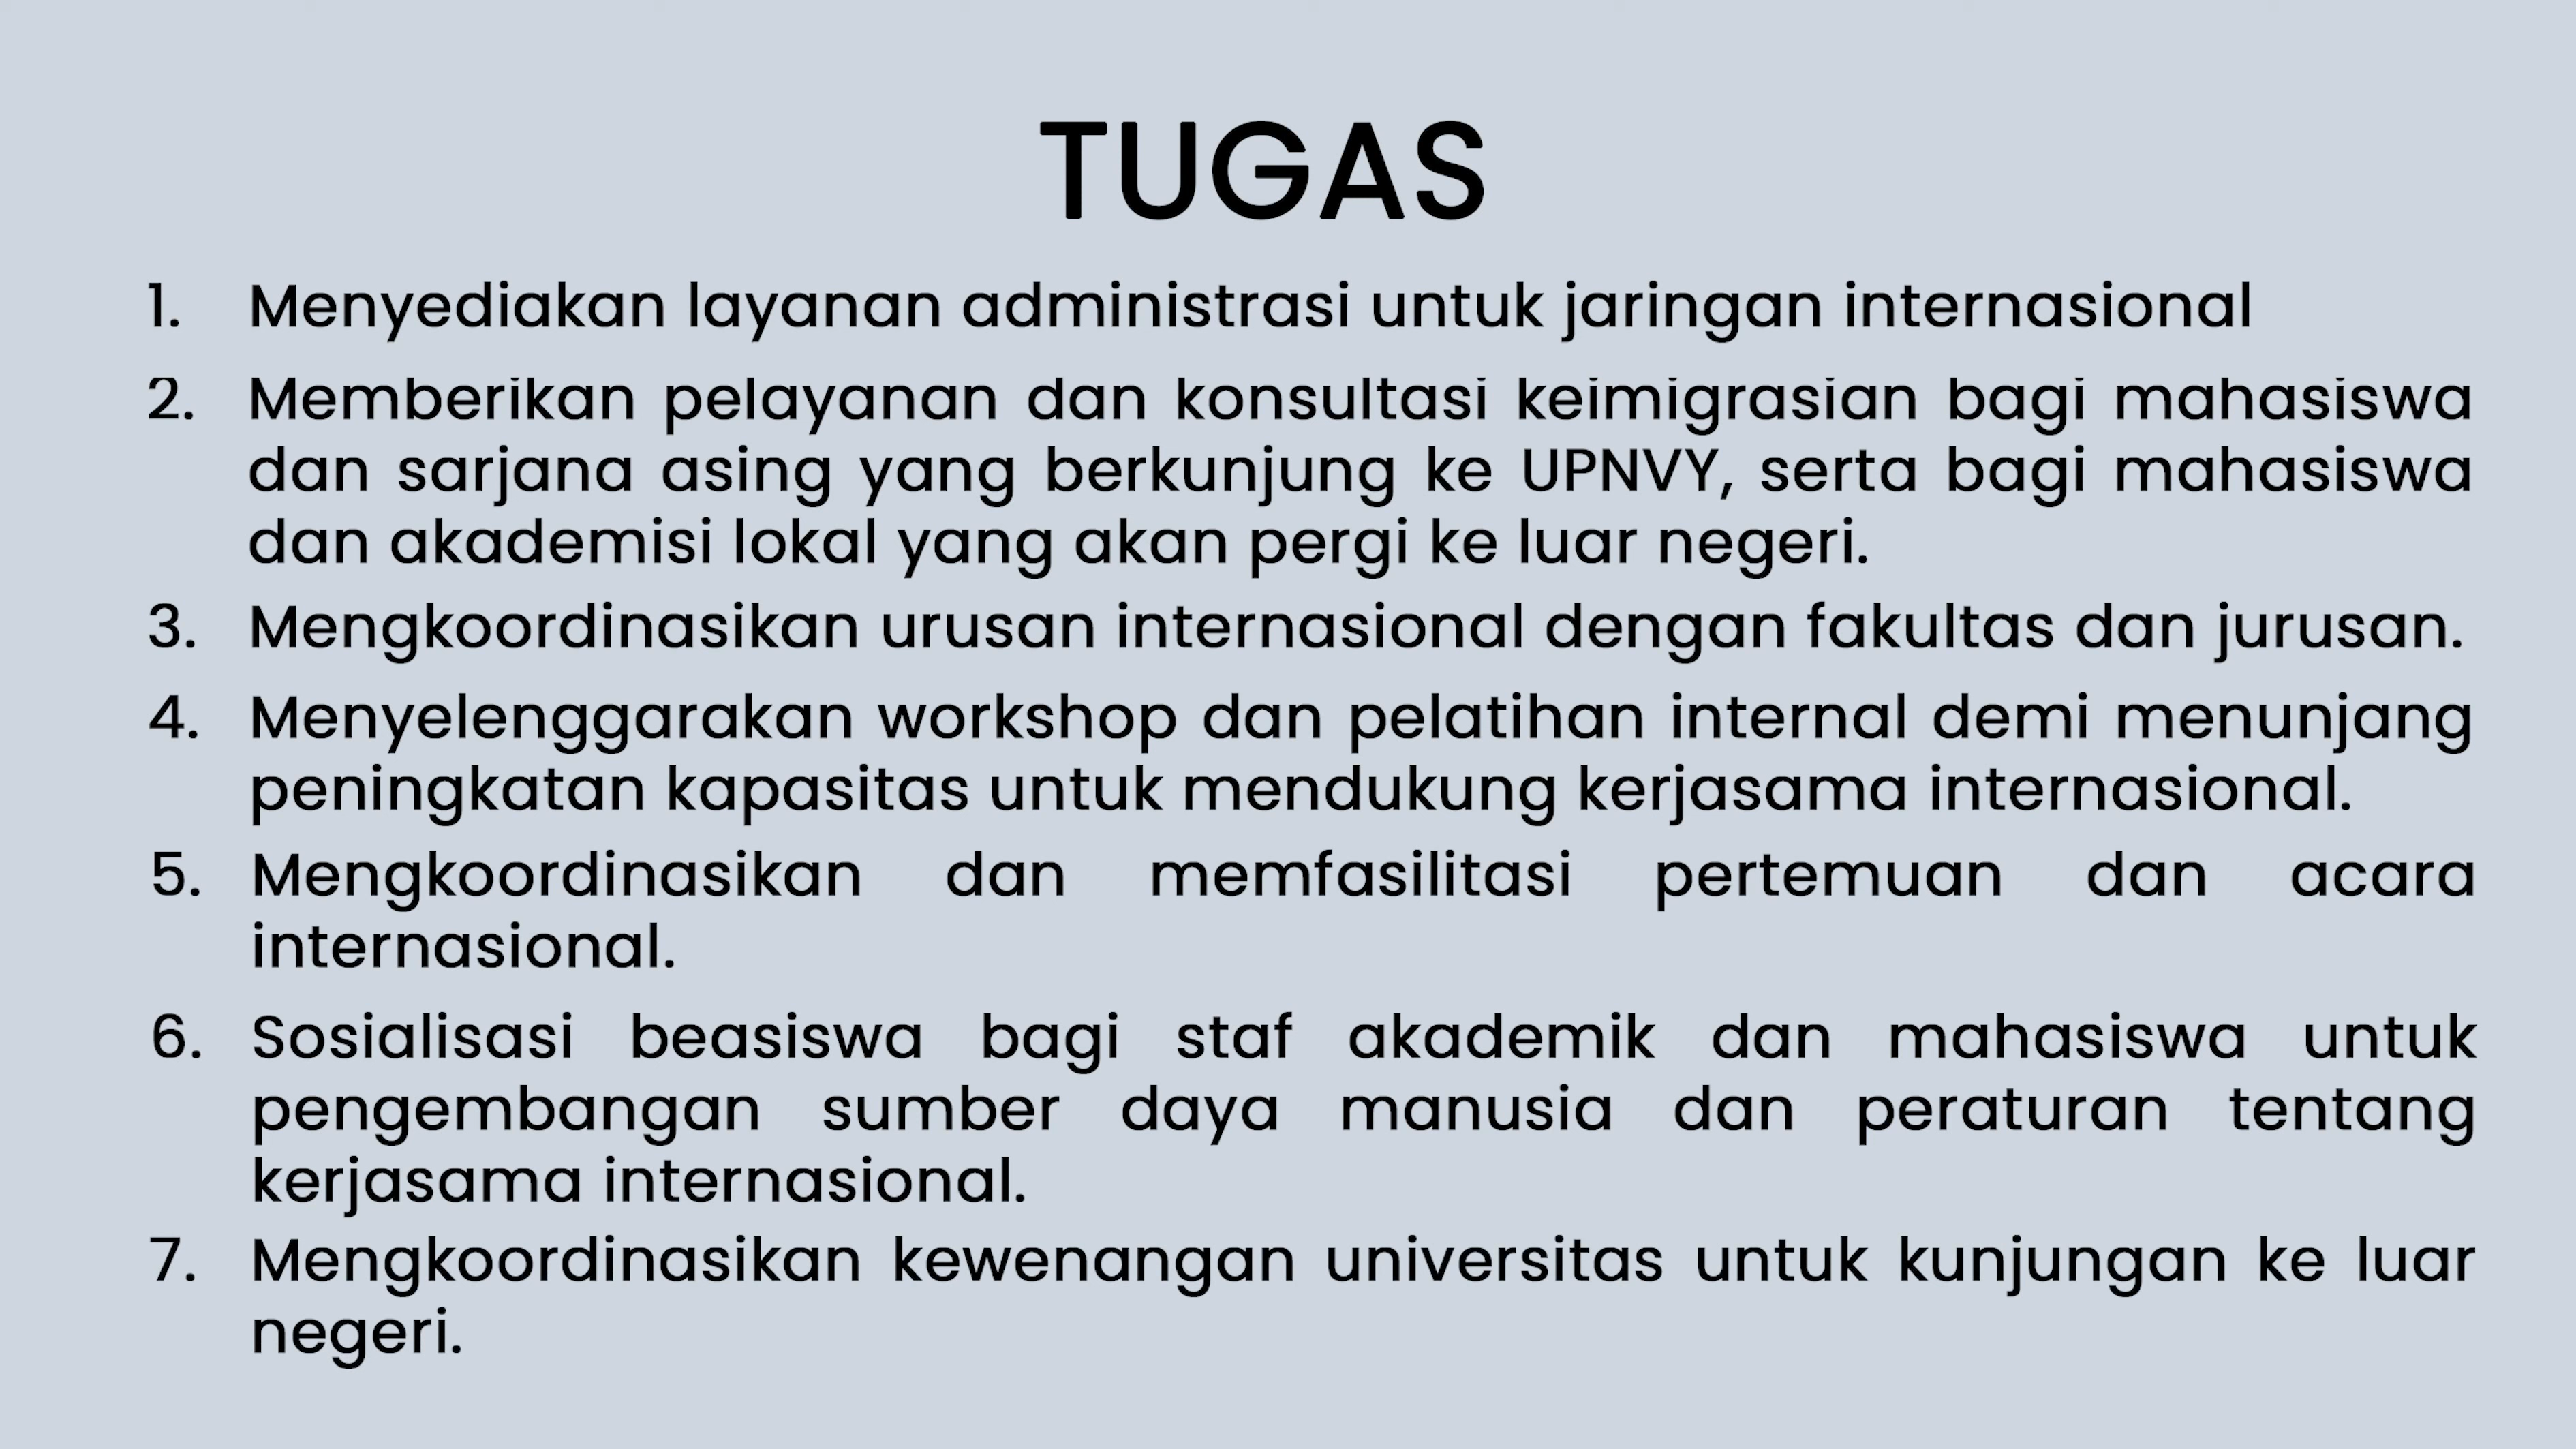 TUGAS
1. Menyediakan layanan administrasi untuk jaringan internasional
2. Memberikan pelayanan dan konsultasi keimigrasian bagi mahasiswa
dan sarjana asing yang berkunjung ke UPNVY, serta bagi mahasiswa
dan akademisi lokal yang akan pergi ke luar negeri.
3. Mengkoordinasikan urusan internasional dengan fakultas dan jurusan.
4. Menyelenggarakan workshop dan pelatihan internal demi menunjang
peningkatan kapasitas untuk mendukung kerjasama internasional.
5. Mengkoordinasikan dan memfasilitasi pertemuan dan acara
internasional.
6. Sosialisasi beasiswa bagi staf akademik dan mahasiswa untuk
pengembangan sumber daya manusia dan peraturan tentang
kerjasama internasional.
7. Mengkoordinasikan kewenangan universitas untuk kunjungan ke luar
negeri.